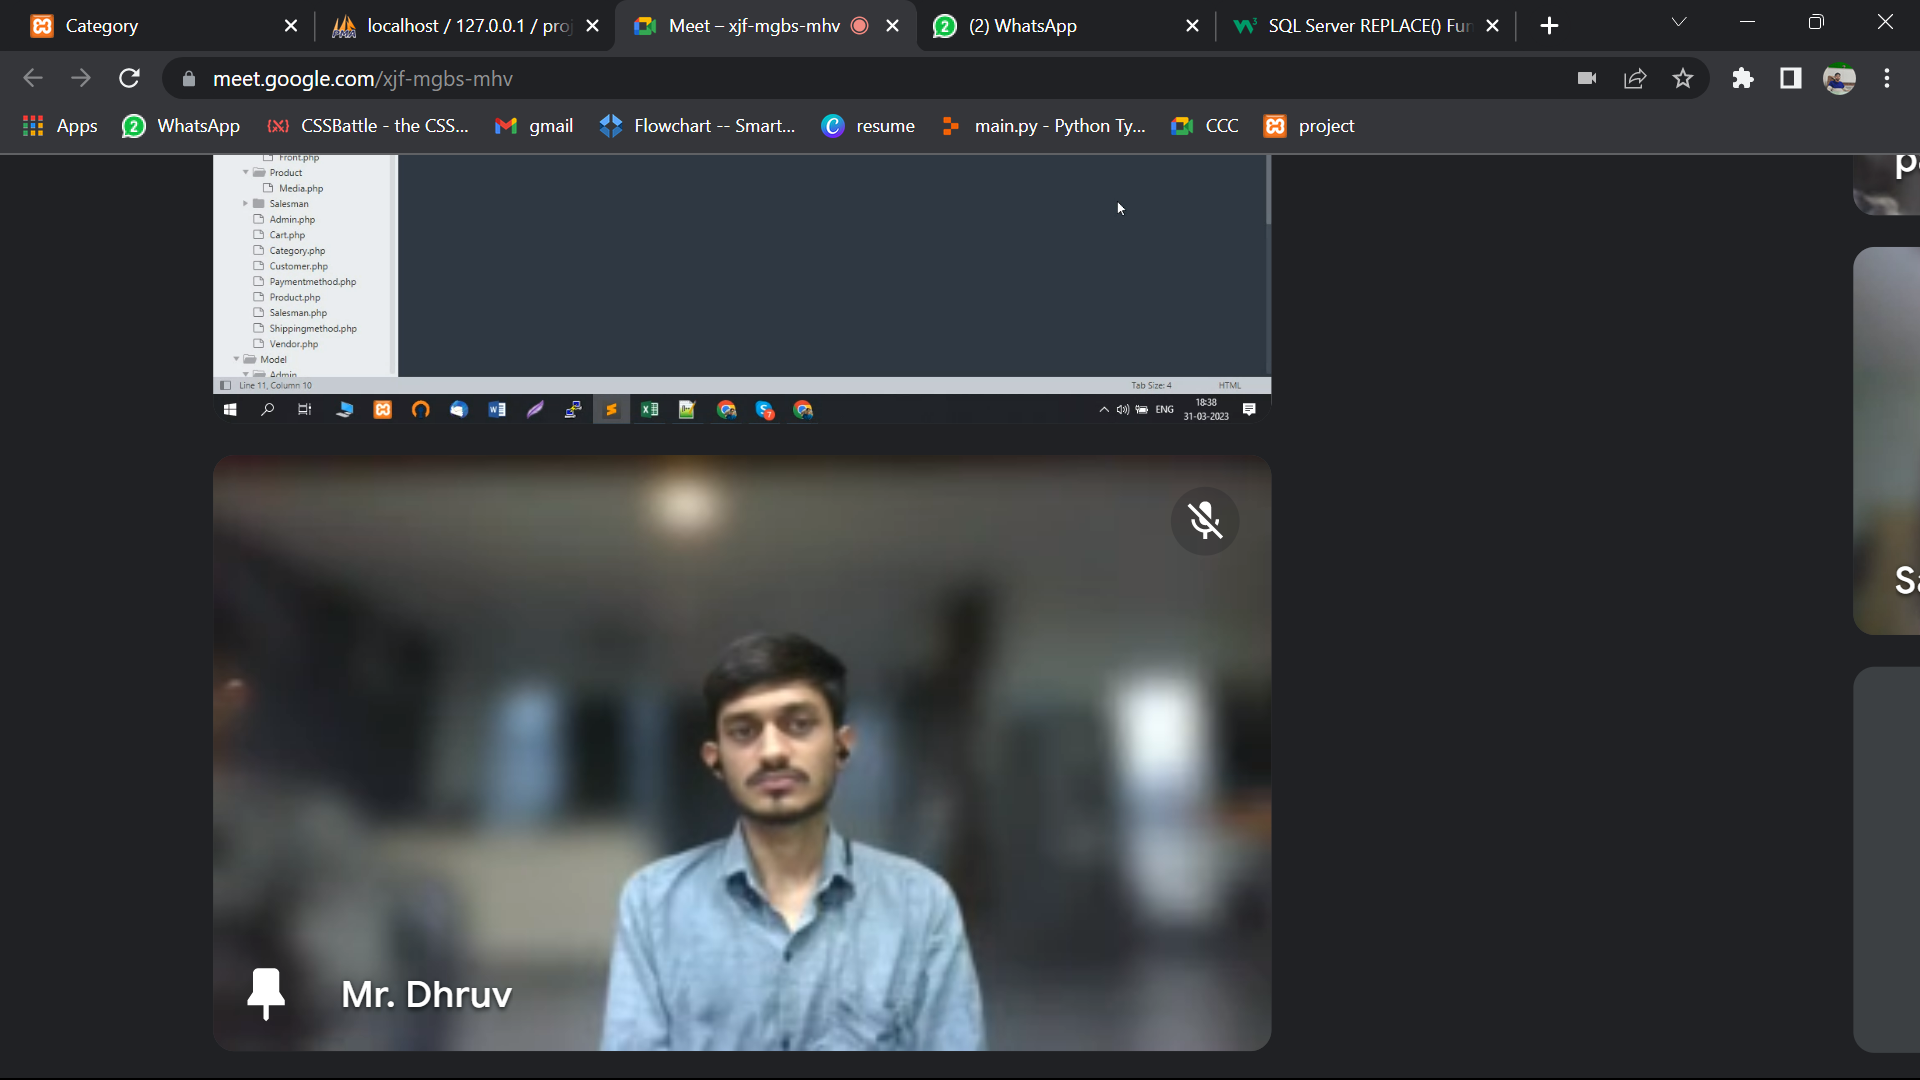 Category
localhost / 127.0.0.1 / proj
Meet – xjf-mgbs-mhv
(2) WhatsApp
SQL Server REPLACE() Fun
meet.google.com/xjf-mgbs-mhv
Apps
WhatsApp
CSSBattle - the CSS...
gmail
Flowchart -- Smart...
resume
main.py - Python Ty...
CCC
project
Front.php
Product
Media.php
Salesman
Admin.php
Cart.php
Category.php
Customer.php
Paymentmethod.php
Product.php
Salesman.php
Shippingmethod.php
Vendor.php
Model
Admin
Line 11, Column 10
Tab Size: 4
HTML
ENG
18:38
31-03-2023
pa
Sa
Mr. Dhruv